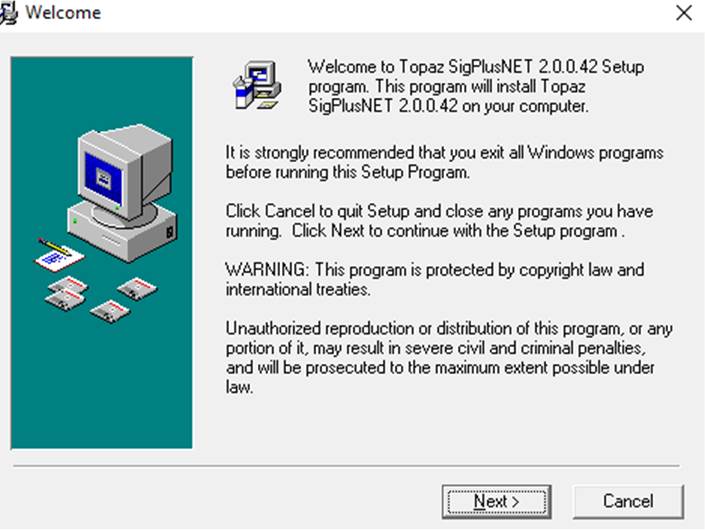 Welcome
Welcome to Topaz SigPlusNET 2.0.0.42 Setup
program. This program will install Topaz
SigPlusNET 2.0.0.42 on your computer.
It is strongly recommended that you exit all Windows programs
before running this Setup Program.
Click Cancel to quit Setup and close any programs you have
running.  Click Next to continue with the Setup program .
WARNING: This program is protected by copyright law and
international treaties.
Unauthorized reproduction or distribution of this program, or any
portion of it, may result in severe civil and criminal penalties,
and will be prosecuted to the maximum extent possible under
law.
Next >
Cancel